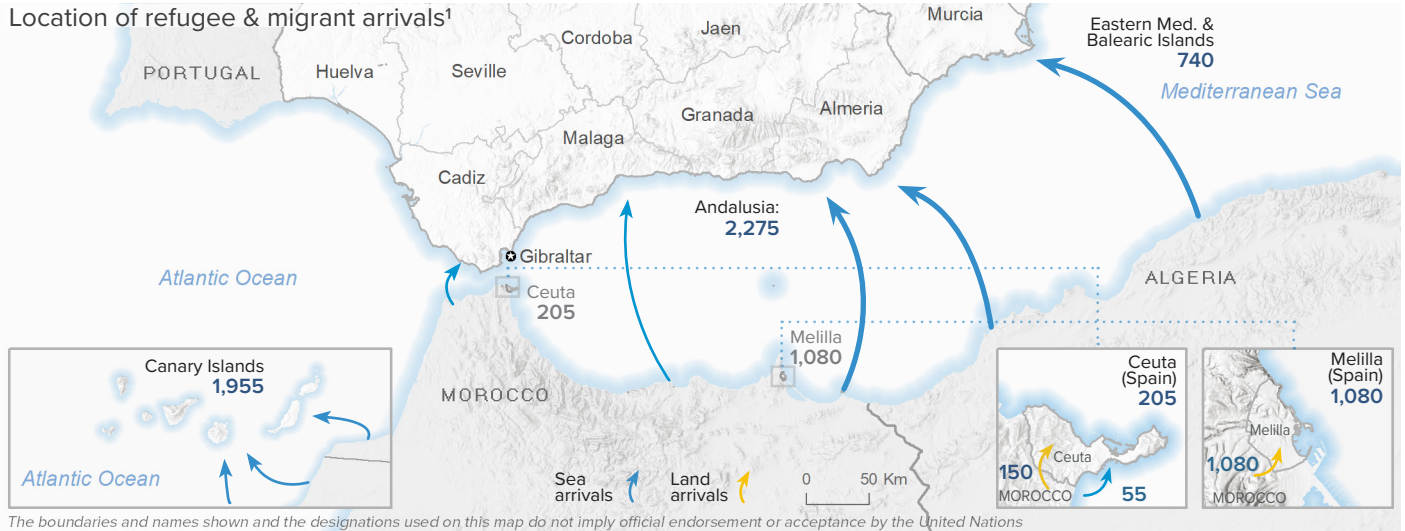 Location of refugee & migrant arrivals¹
Murcia
Eastern Med. &
Balearic Islands
740
Cordoba
Jaen
PORTUGAL
Huelva
Seville
Mediterranean Sea
Granada
Almeria
Malaga
Cadiz
Andalusia:
2,275
Gibraltar
Atlantic Ocean
ALGERIA
Ceuta
205
Melilla
1,080
MOROCCO
Canary Islands
1,955
Atlantic Ocean
Sea
arrivals
Land
arrivals
0 50 Km
Ceuta
(Spain)
205
Ceuta
150
MOROCCO
55
Melilla
(Spain)
1,080
Melilla
1,080
MOROCCO
The boundaries and names shown and the designations used on this map do not imply official endorsement or acceptance by the United Nations